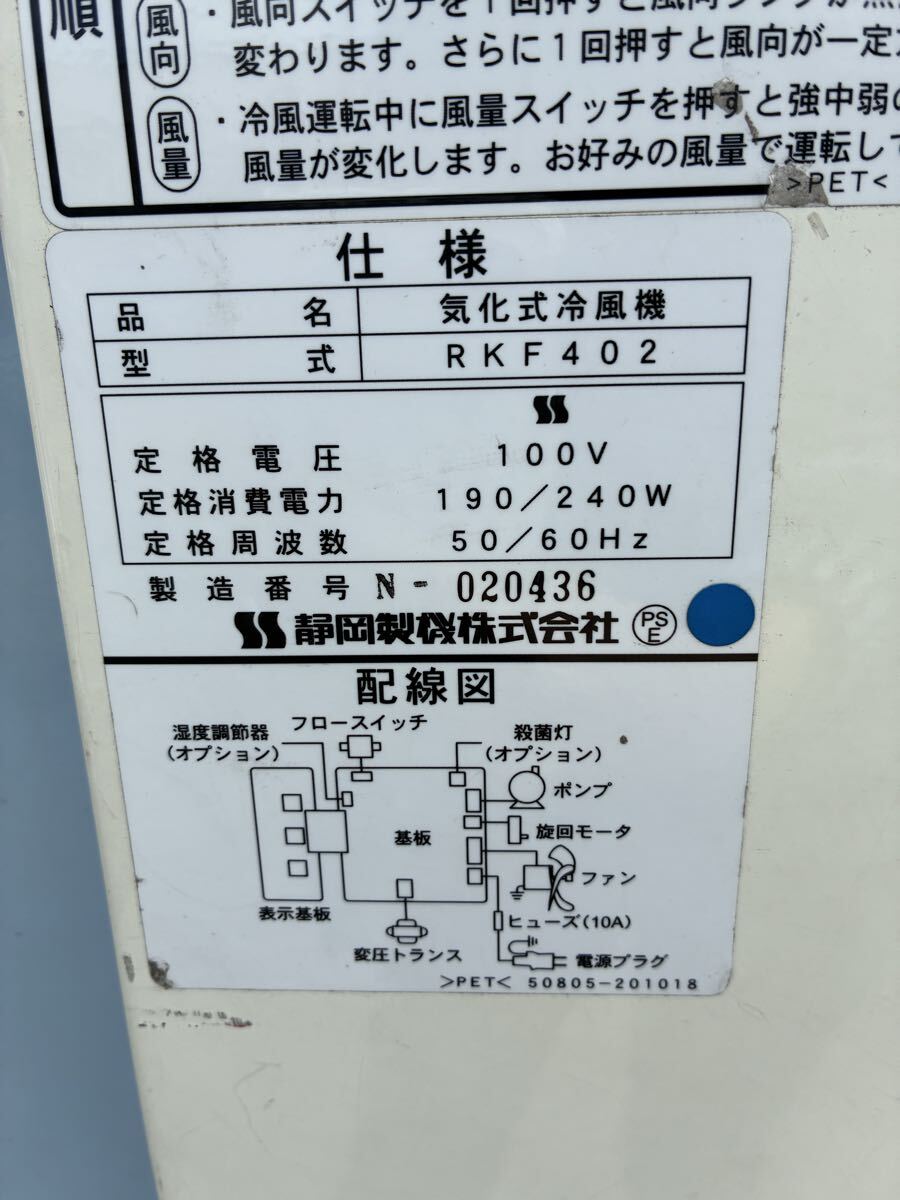 順
風向
・風向スイッチを1回押すと風向ランプが点
変わります。さらに1回押すと風向が一定
風量
・冷風運転中に風量スイッチを押すと強中弱の
風量が変化します。お好みの風量で運転して
>PET<
仕様
品名 気化式冷風機
型式 RKF402
定格電圧 100V
定格消費電力 190/240W
定格周波数 50/60Hz
製造番号 N-020436
静岡製機株式会社 PSE
配線図
フロースイッチ
湿度調節器
(オプション)
殺菌灯
(オプション)
ポンプ
旋回モータ
基板
ファン
表示基板
ヒューズ(10A)
変圧トランス
電源プラグ
>PET< 50805-201018